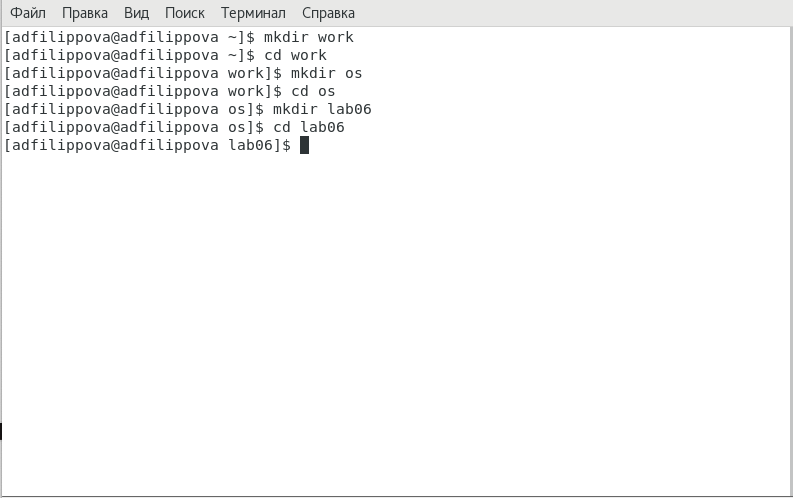 Файл Правка Вид Поиск Терминал Справка
[adfilippova@adfilippova ~]$ mkdir work
[adfilippova@adfilippova ~]$ cd work
[adfilippova@adfilippova work]$ mkdir os
[adfilippova@adfilippova work]$ cd os
[adfilippova@adfilippova os]$ mkdir lab06
[adfilippova@adfilippova os]$ cd lab06
[adfilippova@adfilippova lab06]$